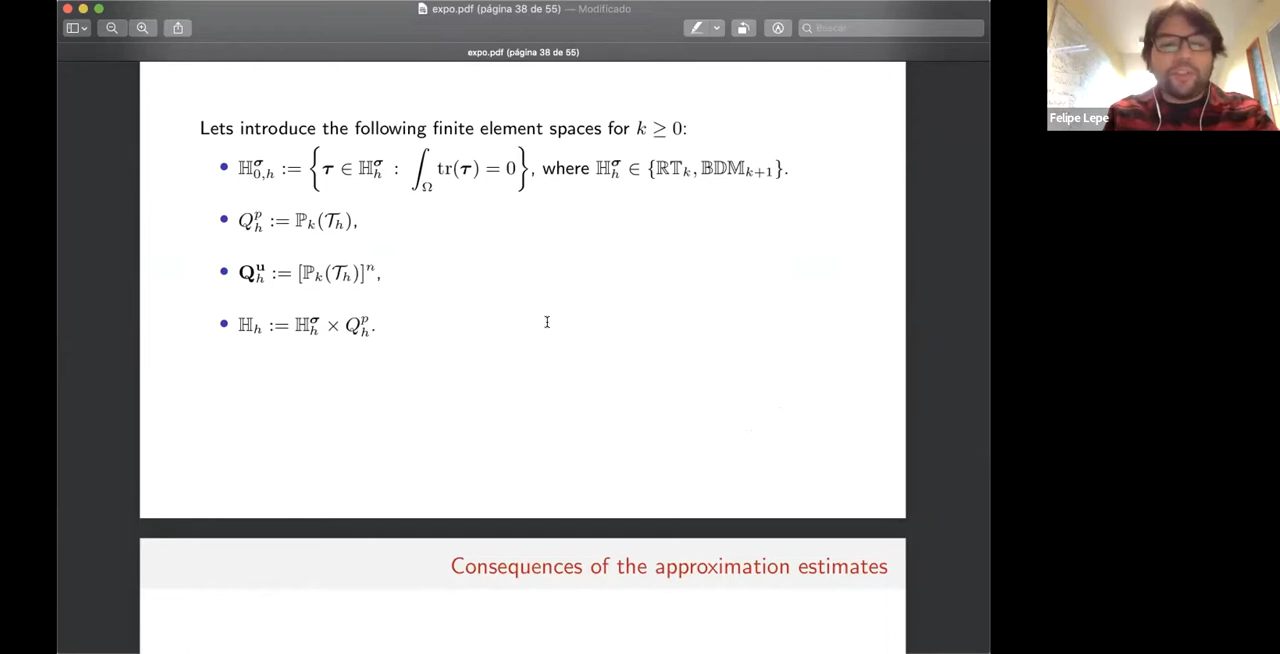 expo.pdf (página 38 de 55) — Modificado
Buscar
expo.pdf (página 38 de 55)
Felipe Lepe
Lets introduce the following finite element spaces for k ≥ 0:
• ℍ^σ_{0,h} := { τ ∈ ℍ^σ_h : ∫_Ω tr(τ) = 0 }, where ℍ^σ_h ∈ {ℝ𝕋_k, 𝔹𝔻𝕄_{k+1}}.
• Q^p_h := ℙ_k(𝒯_h),
• 𝐐^𝐮_h := [ℙ_k(𝒯_h)]^n,
• ℍ_h := ℍ^σ_h × Q^p_h.
Consequences of the approximation estimates